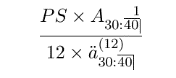 PS × A_{30:\overline{40|}}^{\;\;\;1}
12 × ä_{30:\overline{40|}}^{(12)}